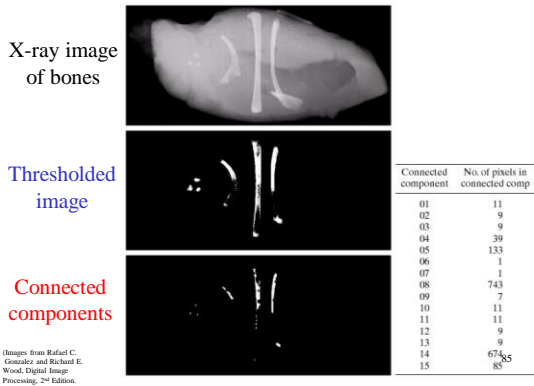 X-ray image
of bones
Thresholded
image
Connected
components
(Images from Rafael C.
Gonzalez and Richard E.
Wood, Digital Image
Processing, 2nd Edition.
Connected component No. of pixels in connected comp
01 11
02 9
03 9
04 39
05 133
06 1
07 1
08 743
09 7
10 11
11 11
12 9
13 9
14 674
15 85
85